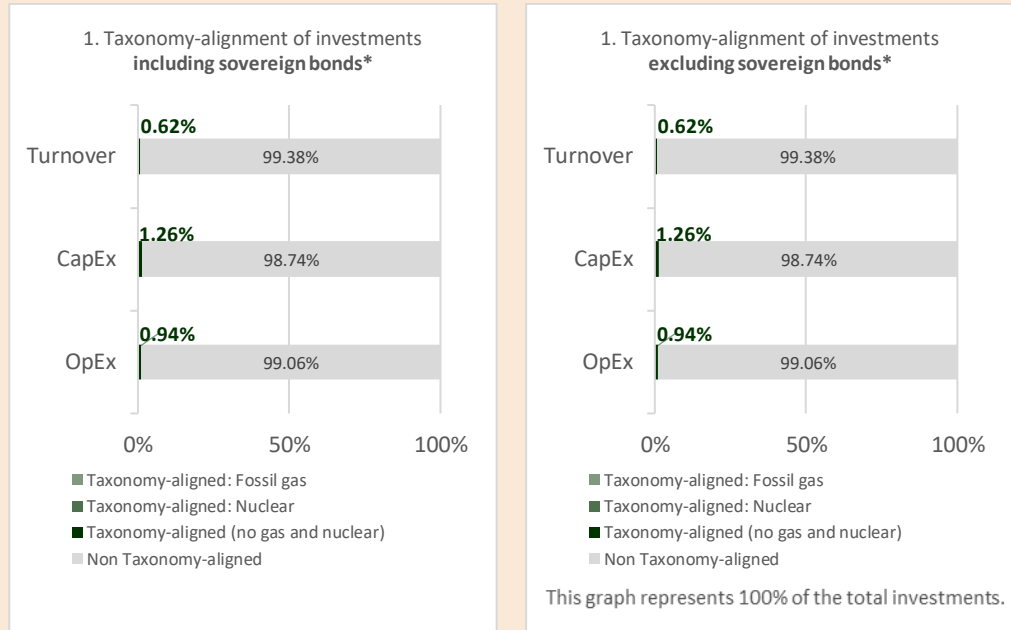 1. Taxonomy-alignment of investments
including sovereign bonds*
0.62%
Turnover
99.38%
1.26%
CapEx
98.74%
0.94%
OpEx
99.06%
0% 50% 100%
Taxonomy-aligned: Fossil gas
Taxonomy-aligned: Nuclear
Taxonomy-aligned (no gas and nuclear)
Non Taxonomy-aligned
1. Taxonomy-alignment of investments
excluding sovereign bonds*
0.62%
Turnover
99.38%
1.26%
CapEx
98.74%
0.94%
OpEx
99.06%
0% 50% 100%
Taxonomy-aligned: Fossil gas
Taxonomy-aligned: Nuclear
Taxonomy-aligned (no gas and nuclear)
Non Taxonomy-aligned
This graph represents 100% of the total investments.